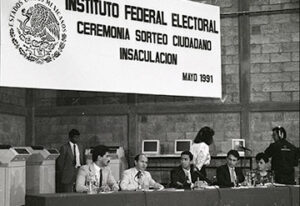 INSTITUTO FEDERAL ELECTORAL
CEREMONIA SORTEO CIUDADANO
INSACULACION
MAYO 1991